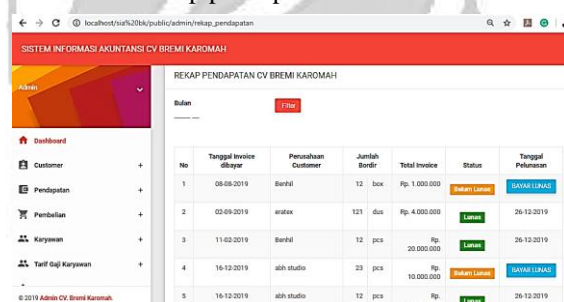 localhost/sia%20bk/public/admin/rekap_pendapatan
SISTEM INFORMASI AKUNTANSI CV BREMI KAROMAH
Admin
Dashboard
Customer +
Pendapatan +
Pembelian +
Karyawan +
Tarif Gaji Karyawan +
© 2019 Admin CV. Bremi Karomah.
REKAP PENDAPATAN CV BREMI KAROMAH
Bulan
Filter
No Tanggal Invoice dibayar Perusahaan Customer Jumlah Bordir Total Invoice Status Tanggal Pelunasan
1 08-08-2019 Benhil 12 box Rp. 1.000.000 Belum Lunas BAYAR LUNAS
2 02-09-2019 eratex 121 dus Rp. 4.000.000 Lunas 26-12-2019
3 11-02-2019 Benhil 12 pcs Rp. 20.000.000 Lunas 26-12-2019
4 16-12-2019 abh studio 23 pcs Rp. 10.000.000 Belum Lunas BAYAR LUNAS
5 16-12-2019 abh studio 12 pcs Rp. Lunas 26-12-2019